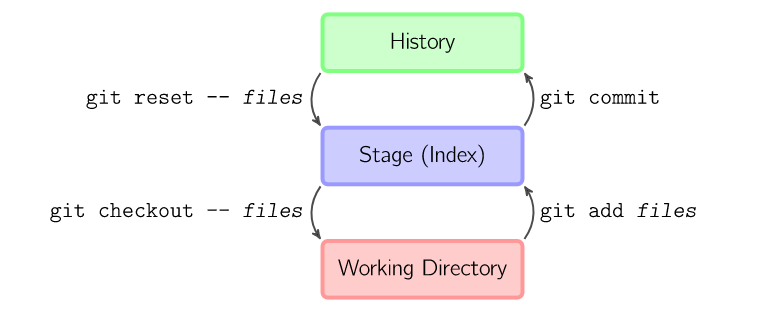 History
git reset -- files
git commit
Stage (Index)
git checkout -- files
git add files
Working Directory